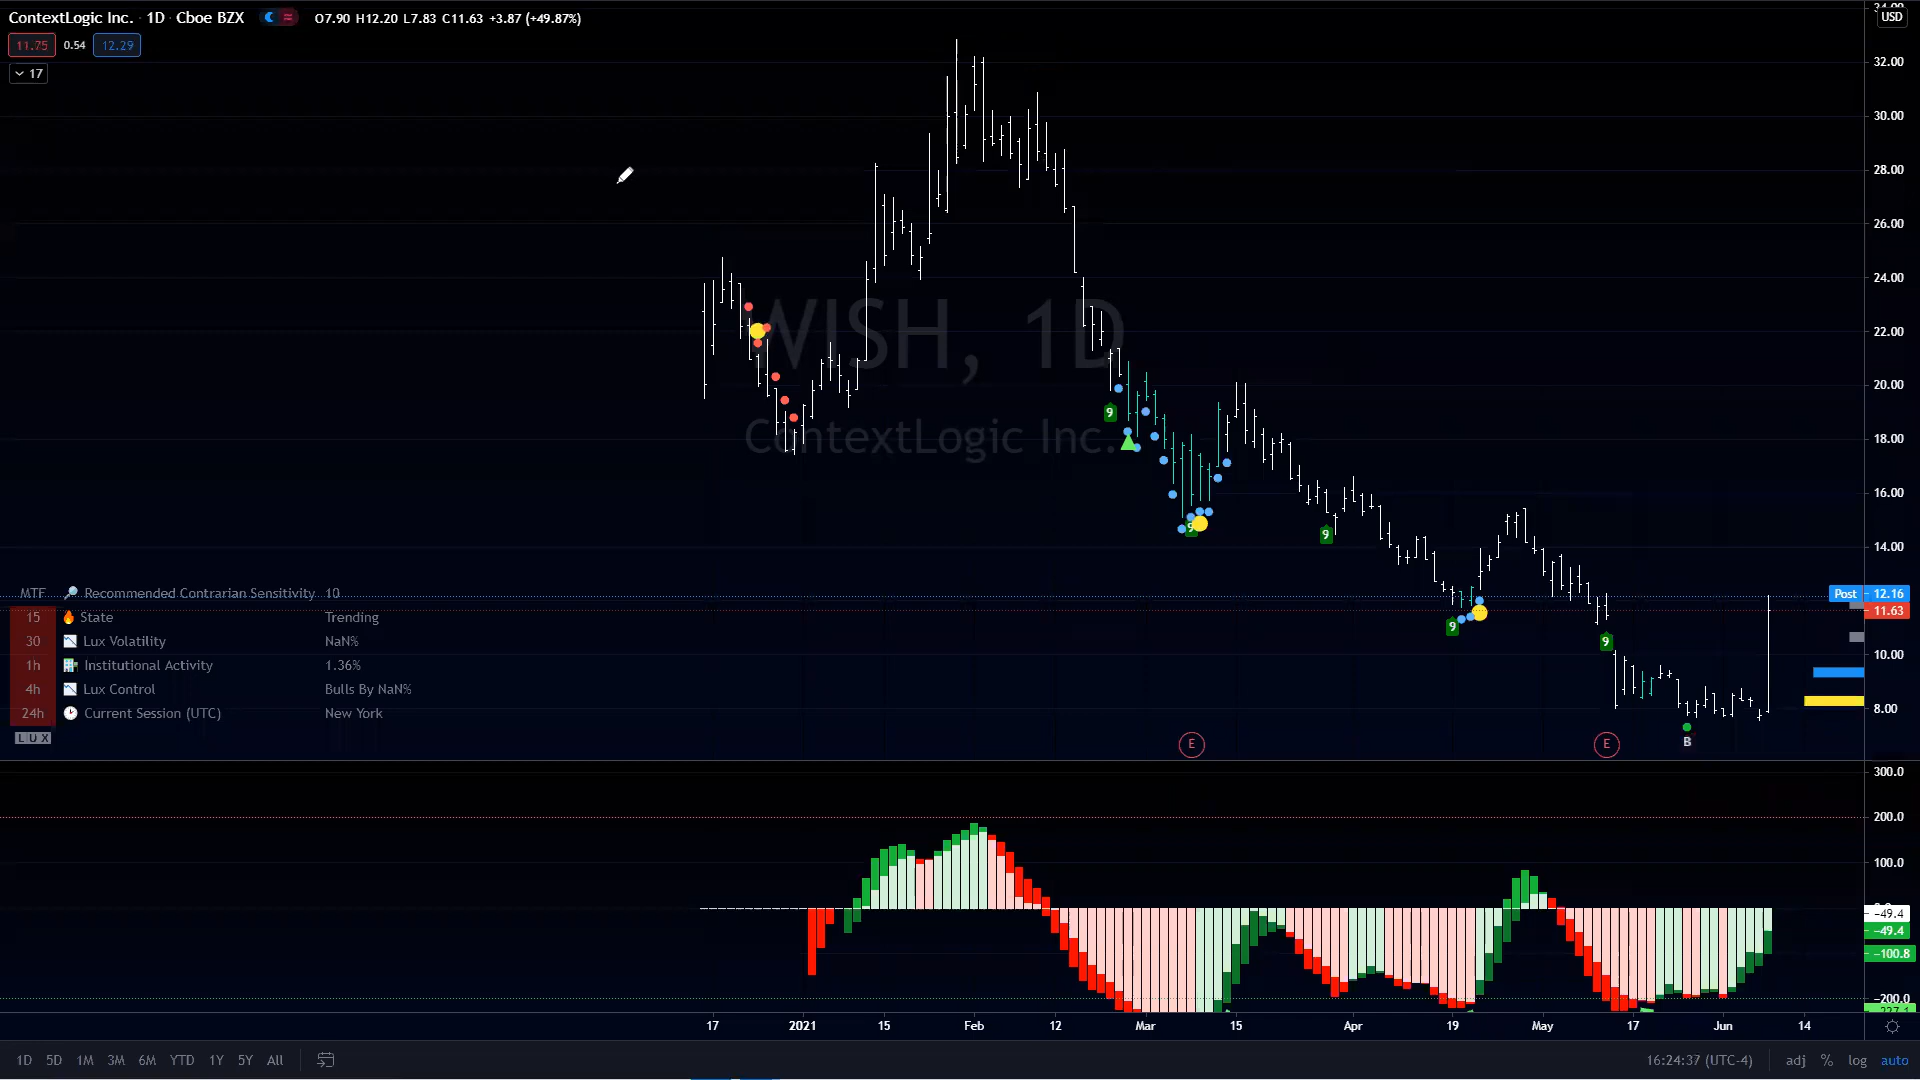 ContextLogic Inc. · 1D · Cboe BZX O7.90 H12.20 L7.83 C11.63 +3.87 (+49.87%)
11.75 0.54 12.29
17
USD
32.00
30.00
28.00
26.00
24.00
22.00
20.00
18.00
16.00
14.00
Post 12.16
11.63
10.00
8.00
WISH, 1D
ContextLogic Inc.
9
9
9
9
9
MTF Recommended Contrarian Sensitivity 10
15 State Trending
30 Lux Volatility NaN%
1h Institutional Activity 1.36%
4h Lux Control Bulls By NaN%
24h Current Session (UTC) New York
LUX
E
E
B
300.0
200.0
100.0
−49.4
−49.4
−100.8
−200.0
17 2021 15 Feb 12 Mar 15 Apr 19 May 17 Jun 14
1D 5D 1M 3M 6M YTD 1Y 5Y All 16:24:37 (UTC-4) adj % log auto